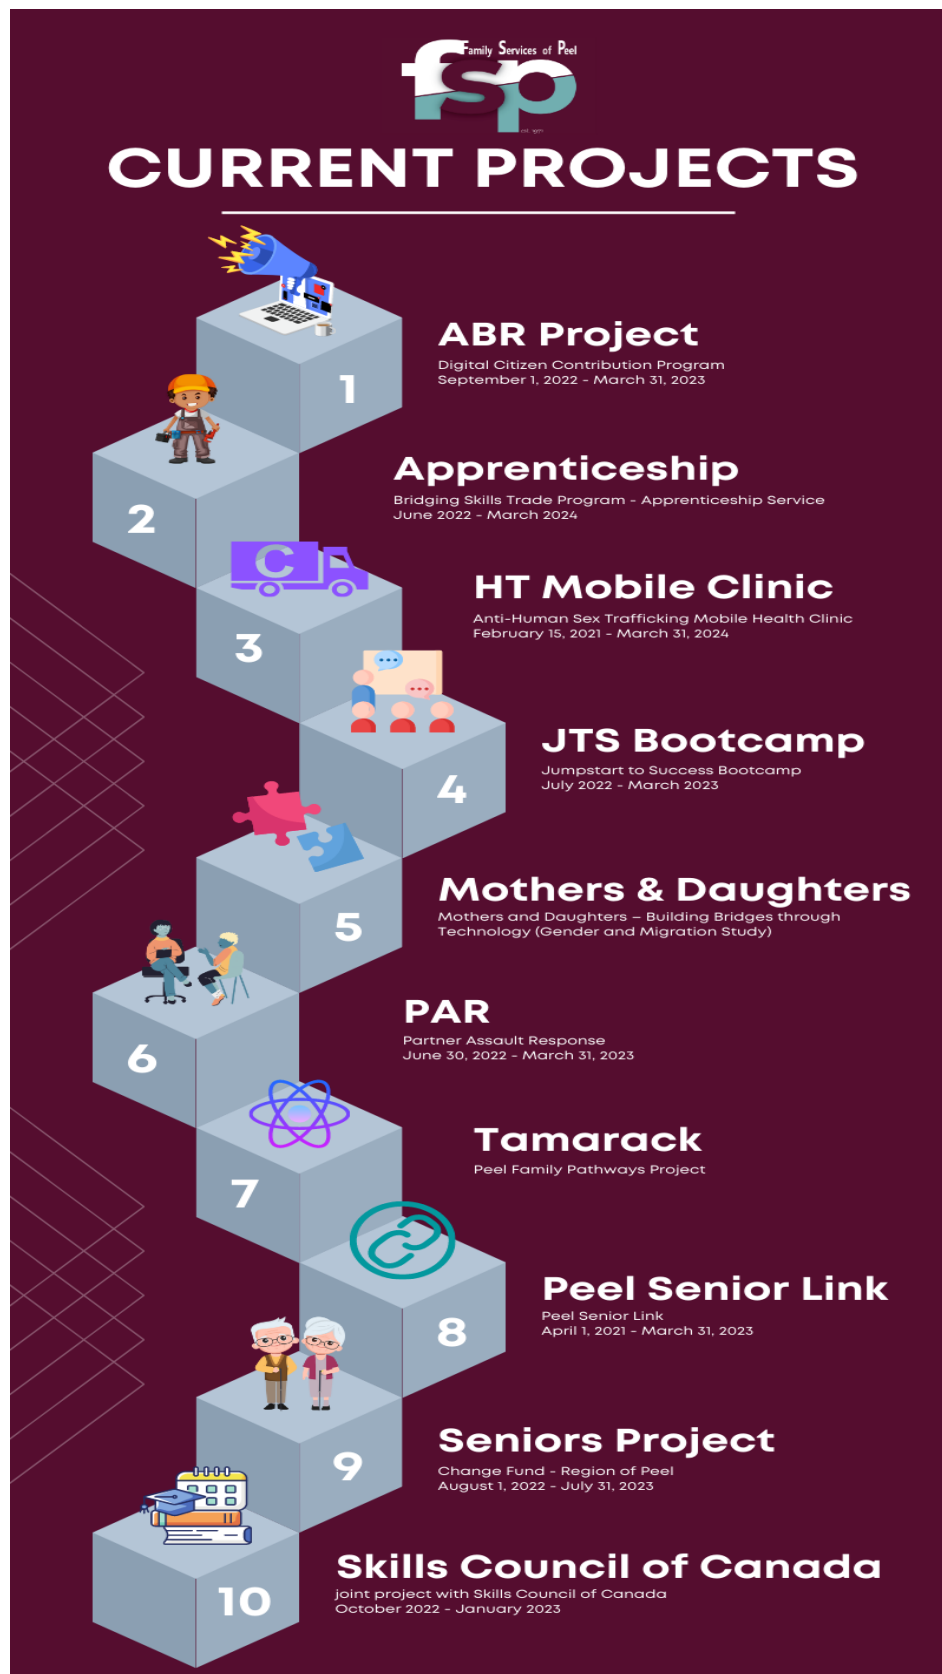 Family Services of Peel
fsp
CURRENT PROJECTS
1
ABR Project
Digital Citizen Contribution Program
September 1, 2022 - March 31, 2023
2
Apprenticeship
Bridging Skills Trade Program - Apprenticeship Service
June 2022 - March 2024
C
3
HT Mobile Clinic
Anti-Human Sex Trafficking Mobile Health Clinic
February 15, 2021 - March 31, 2024
4
JTS Bootcamp
Jumpstart to Success Bootcamp
July 2022 - March 2023
5
Mothers & Daughters
Mothers and Daughters – Building Bridges through
Technology (Gender and Migration Study)
6
PAR
Partner Assault Response
June 30, 2022 - March 31, 2023
7
Tamarack
Peel Family Pathways Project
8
Peel Senior Link
Peel Senior Link
April 1, 2021 - March 31, 2023
9
Seniors Project
Change Fund - Region of Peel
August 1, 2022 - July 31, 2023
10
Skills Council of Canada
joint project with Skills Council of Canada
October 2022 - January 2023